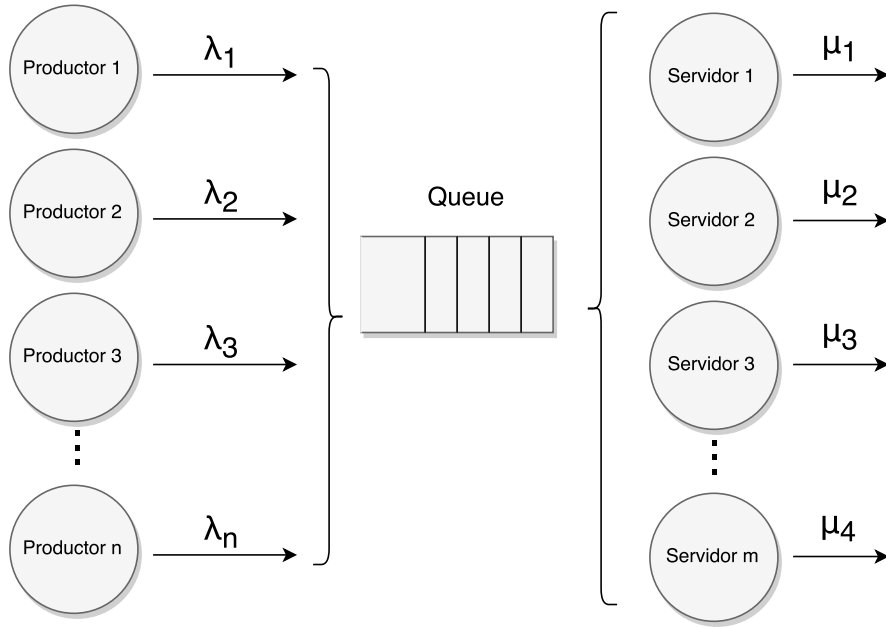 Productor 1
λ1
Productor 2
λ2
Productor 3
λ3
Productor n
λn
Queue
Servidor 1
μ1
Servidor 2
μ2
Servidor 3
μ3
Servidor m
μ4